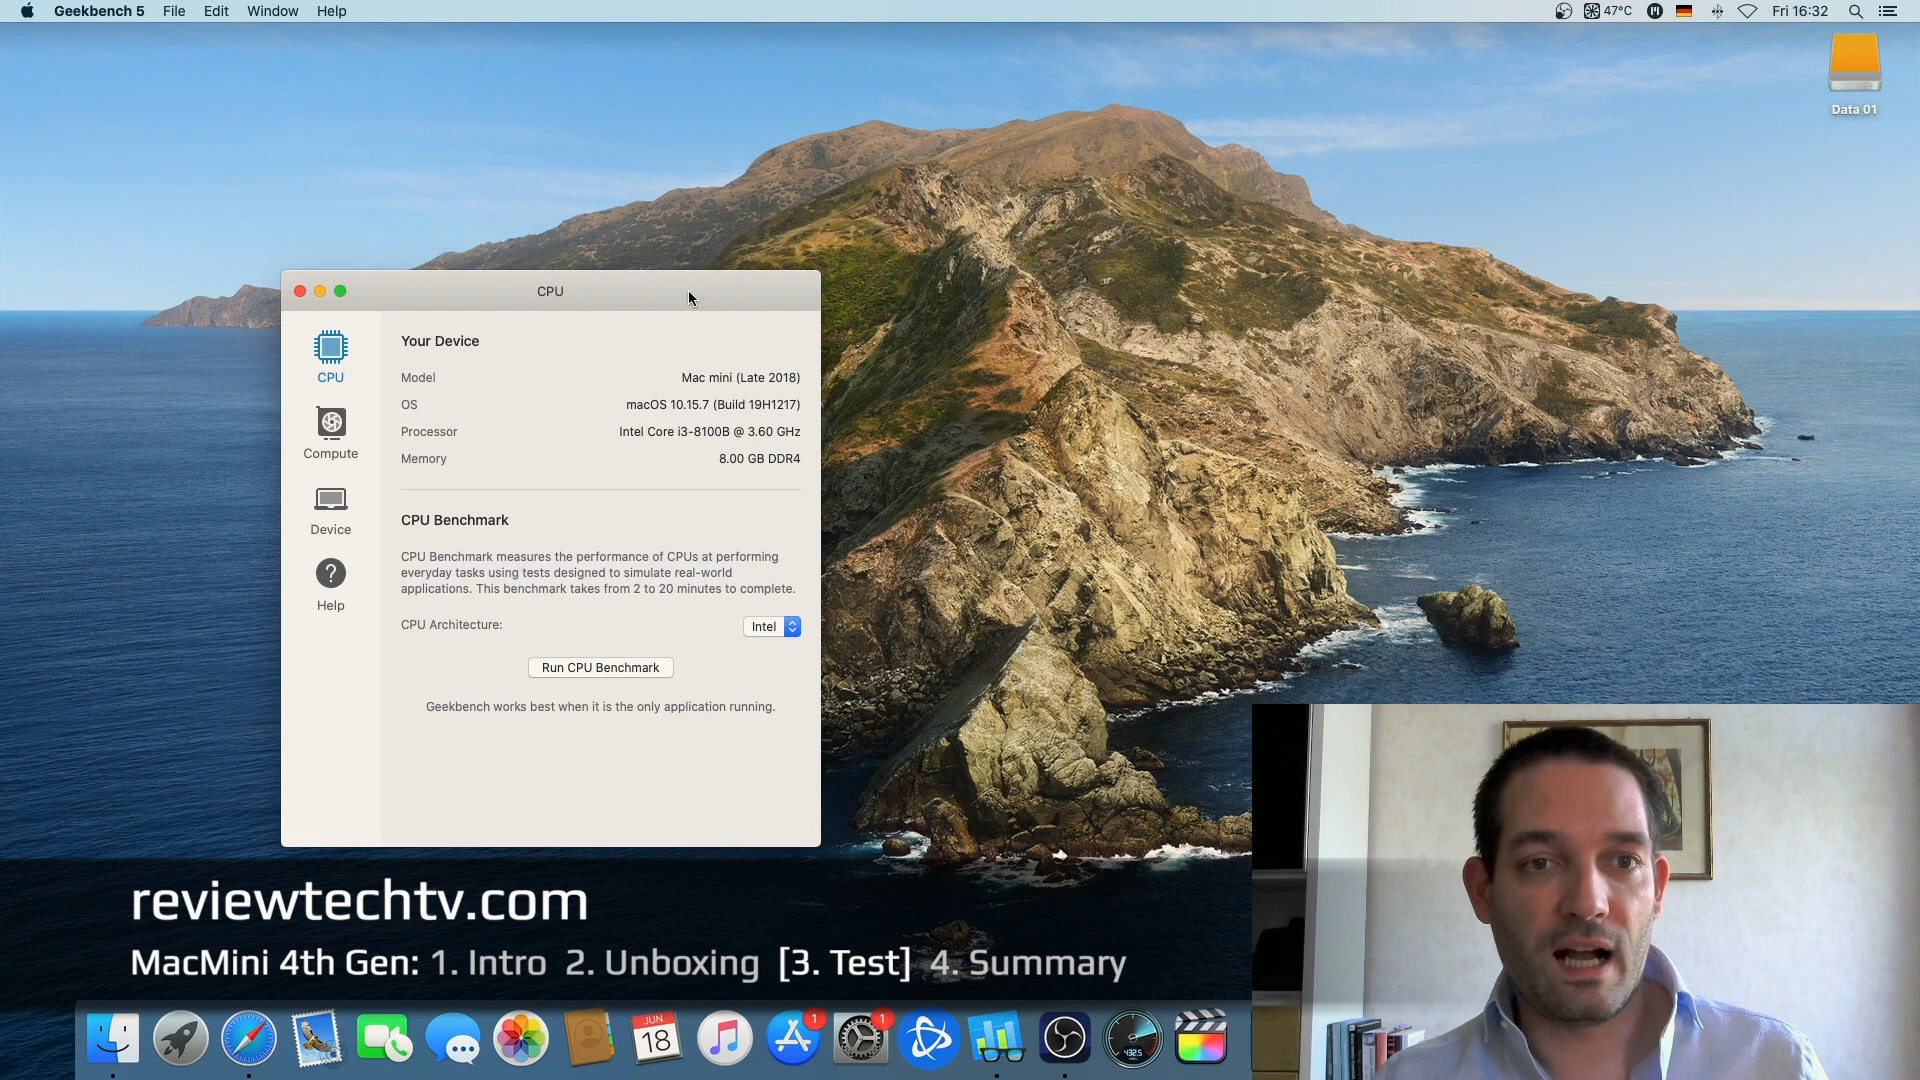 Geekbench 5 File Edit Window Help 47°C Fri 16:32
Data 01
CPU
CPU
Compute
Device
Help
Your Device
Model Mac mini (Late 2018)
OS macOS 10.15.7 (Build 19H1217)
Processor Intel Core i3-8100B @ 3.60 GHz
Memory 8.00 GB DDR4
CPU Benchmark
CPU Benchmark measures the performance of CPUs at performing
everyday tasks using tests designed to simulate real-world
applications. This benchmark takes from 2 to 20 minutes to complete.
CPU Architecture: Intel
Run CPU Benchmark
Geekbench works best when it is the only application running.
reviewtechtv.com
MacMini 4th Gen: 1. Intro 2. Unboxing [3. Test] 4. Summary
JUN
18
1
1
432.5